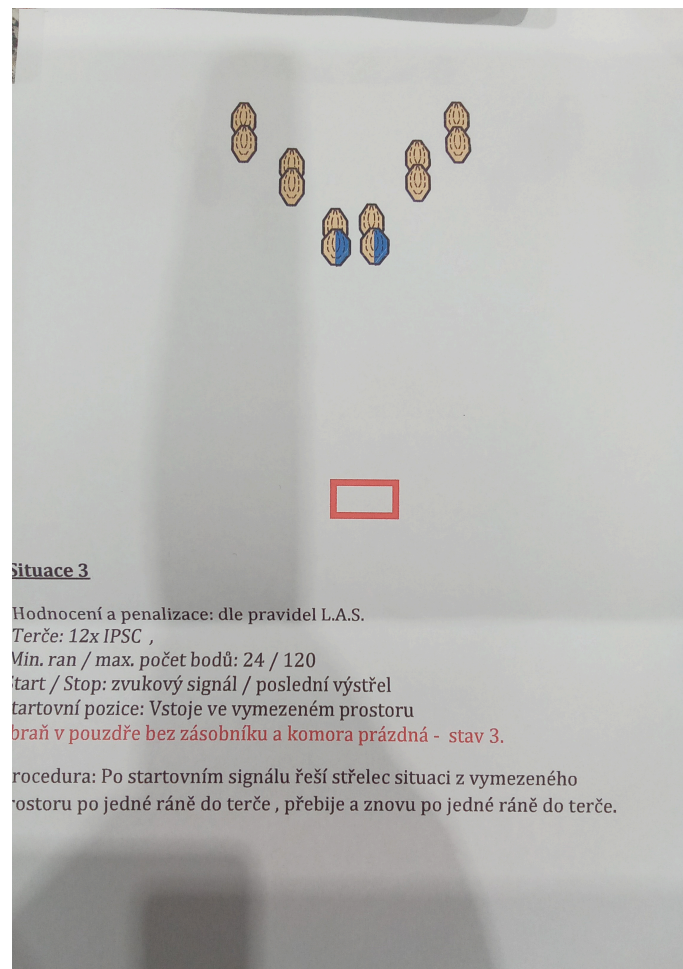 Situace 3
Hodnocení a penalizace: dle pravidel L.A.S.
Terče: 12x IPSC ,
Min. ran / max. počet bodů: 24 / 120
Start / Stop: zvukový signál / poslední výstřel
tartovní pozice: Vstoje ve vymezeném prostoru
braň v pouzdře bez zásobníku a komora prázdná - stav 3.
rocedura: Po startovním signálu řeší střelec situaci z vymezeného
rostoru po jedné ráně do terče , přebije a znovu po jedné ráně do terče.